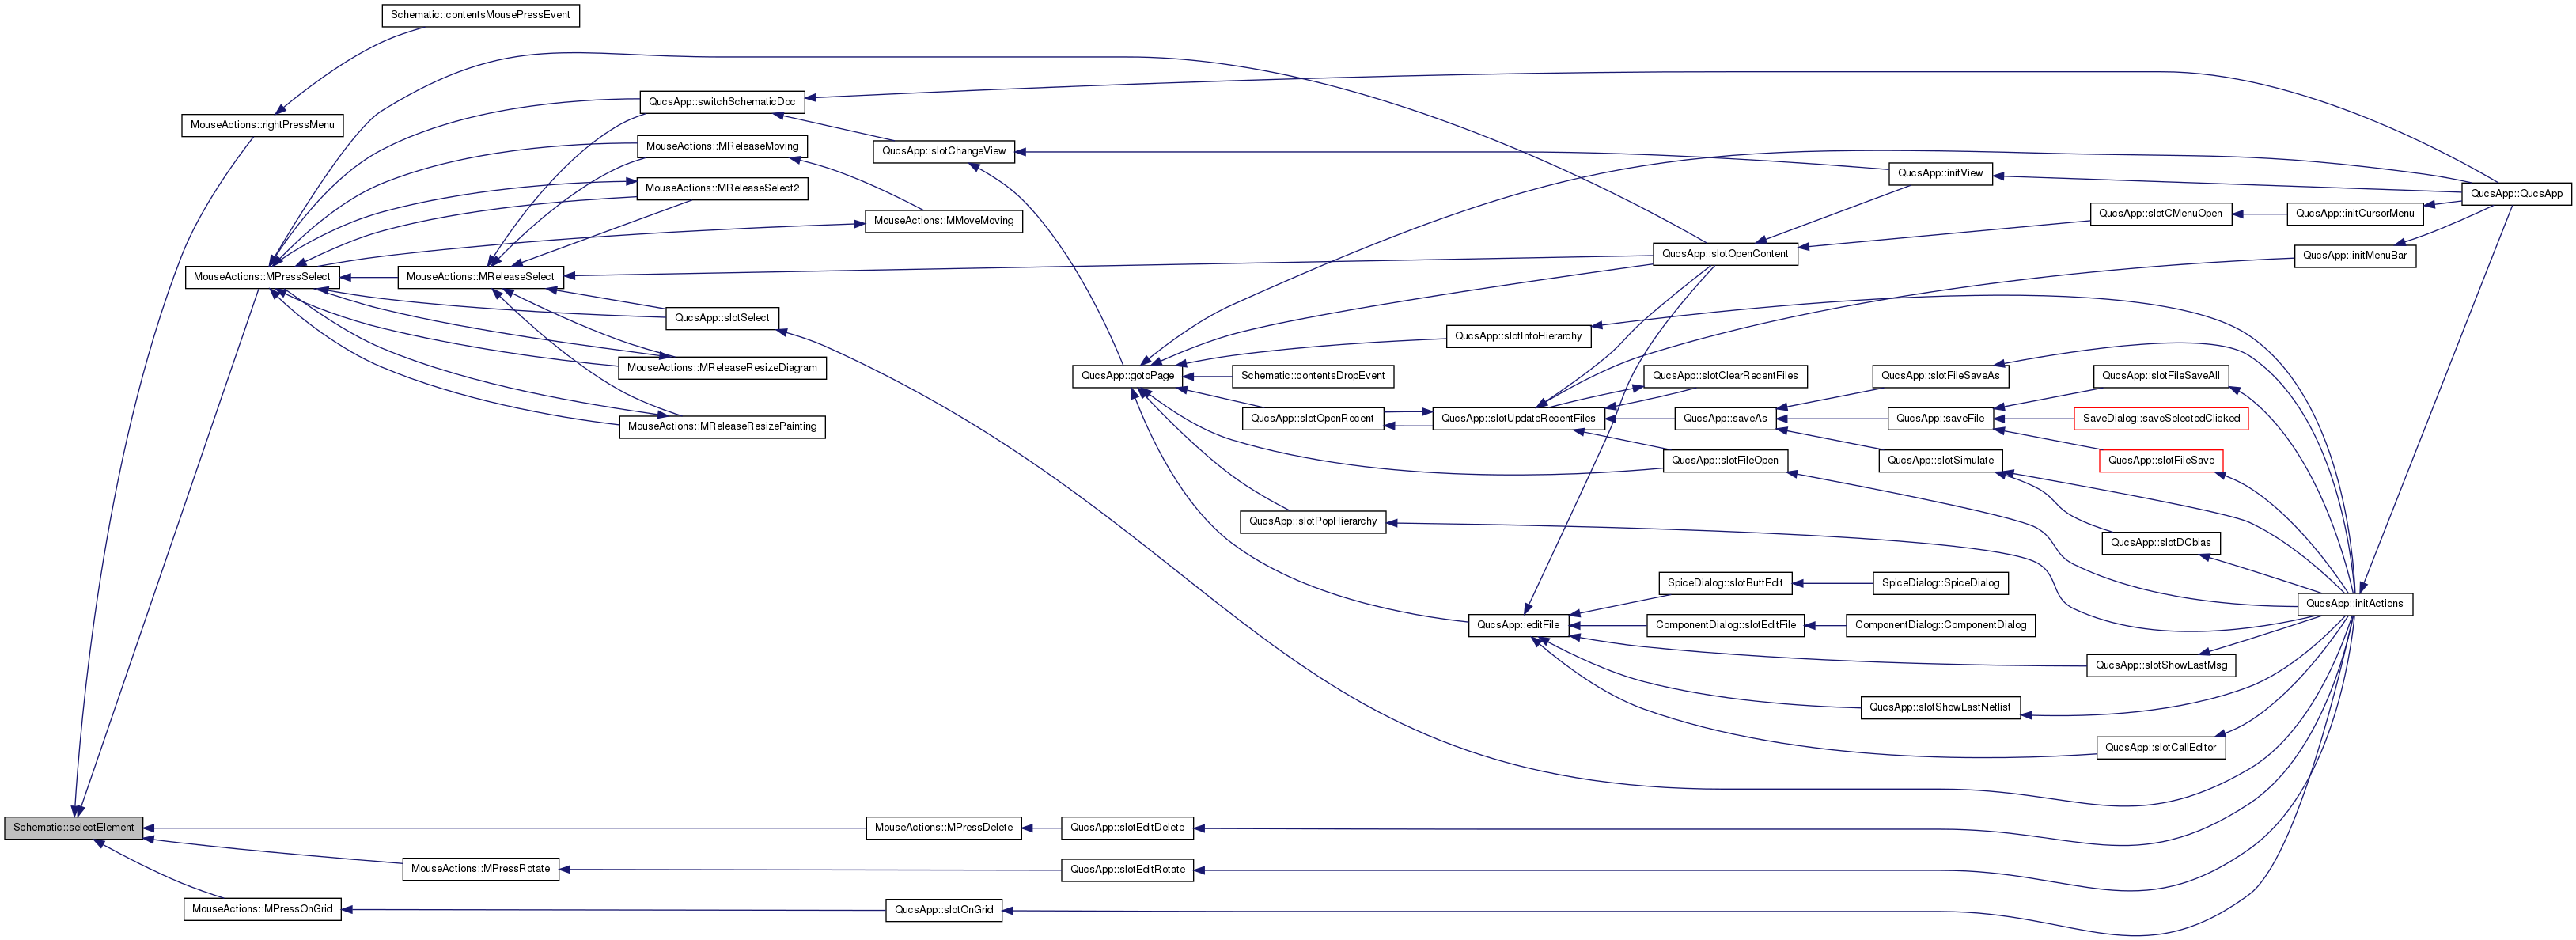 Schematic::contentsMousePressEvent
MouseActions::rightPressMenu
QucsApp::switchSchematicDoc
MouseActions::MReleaseMoving
QucsApp::slotChangeView
MouseActions::MReleaseSelect2
MouseActions::MMoveMoving
QucsApp::initView
QucsApp::QucsApp
QucsApp::slotCMenuOpen
QucsApp::initCursorMenu
QucsApp::slotOpenContent
QucsApp::initMenuBar
MouseActions::MPressSelect
MouseActions::MReleaseSelect
QucsApp::slotSelect
QucsApp::slotIntoHierarchy
MouseActions::MReleaseResizeDiagram
QucsApp::gotoPage
Schematic::contentsDropEvent
QucsApp::slotClearRecentFiles
QucsApp::slotFileSaveAs
QucsApp::slotFileSaveAll
MouseActions::MReleaseResizePainting
QucsApp::slotOpenRecent
QucsApp::slotUpdateRecentFiles
QucsApp::saveAs
QucsApp::saveFile
SaveDialog::saveSelectedClicked
QucsApp::slotFileOpen
QucsApp::slotSimulate
QucsApp::slotFileSave
QucsApp::slotPopHierarchy
QucsApp::slotDCbias
SpiceDialog::slotButtEdit
SpiceDialog::SpiceDialog
QucsApp::initActions
QucsApp::editFile
ComponentDialog::slotEditFile
ComponentDialog::ComponentDialog
QucsApp::slotShowLastMsg
QucsApp::slotShowLastNetlist
QucsApp::slotCallEditor
Schematic::selectElement
MouseActions::MPressDelete
QucsApp::slotEditDelete
MouseActions::MPressRotate
QucsApp::slotEditRotate
MouseActions::MPressOnGrid
QucsApp::slotOnGrid